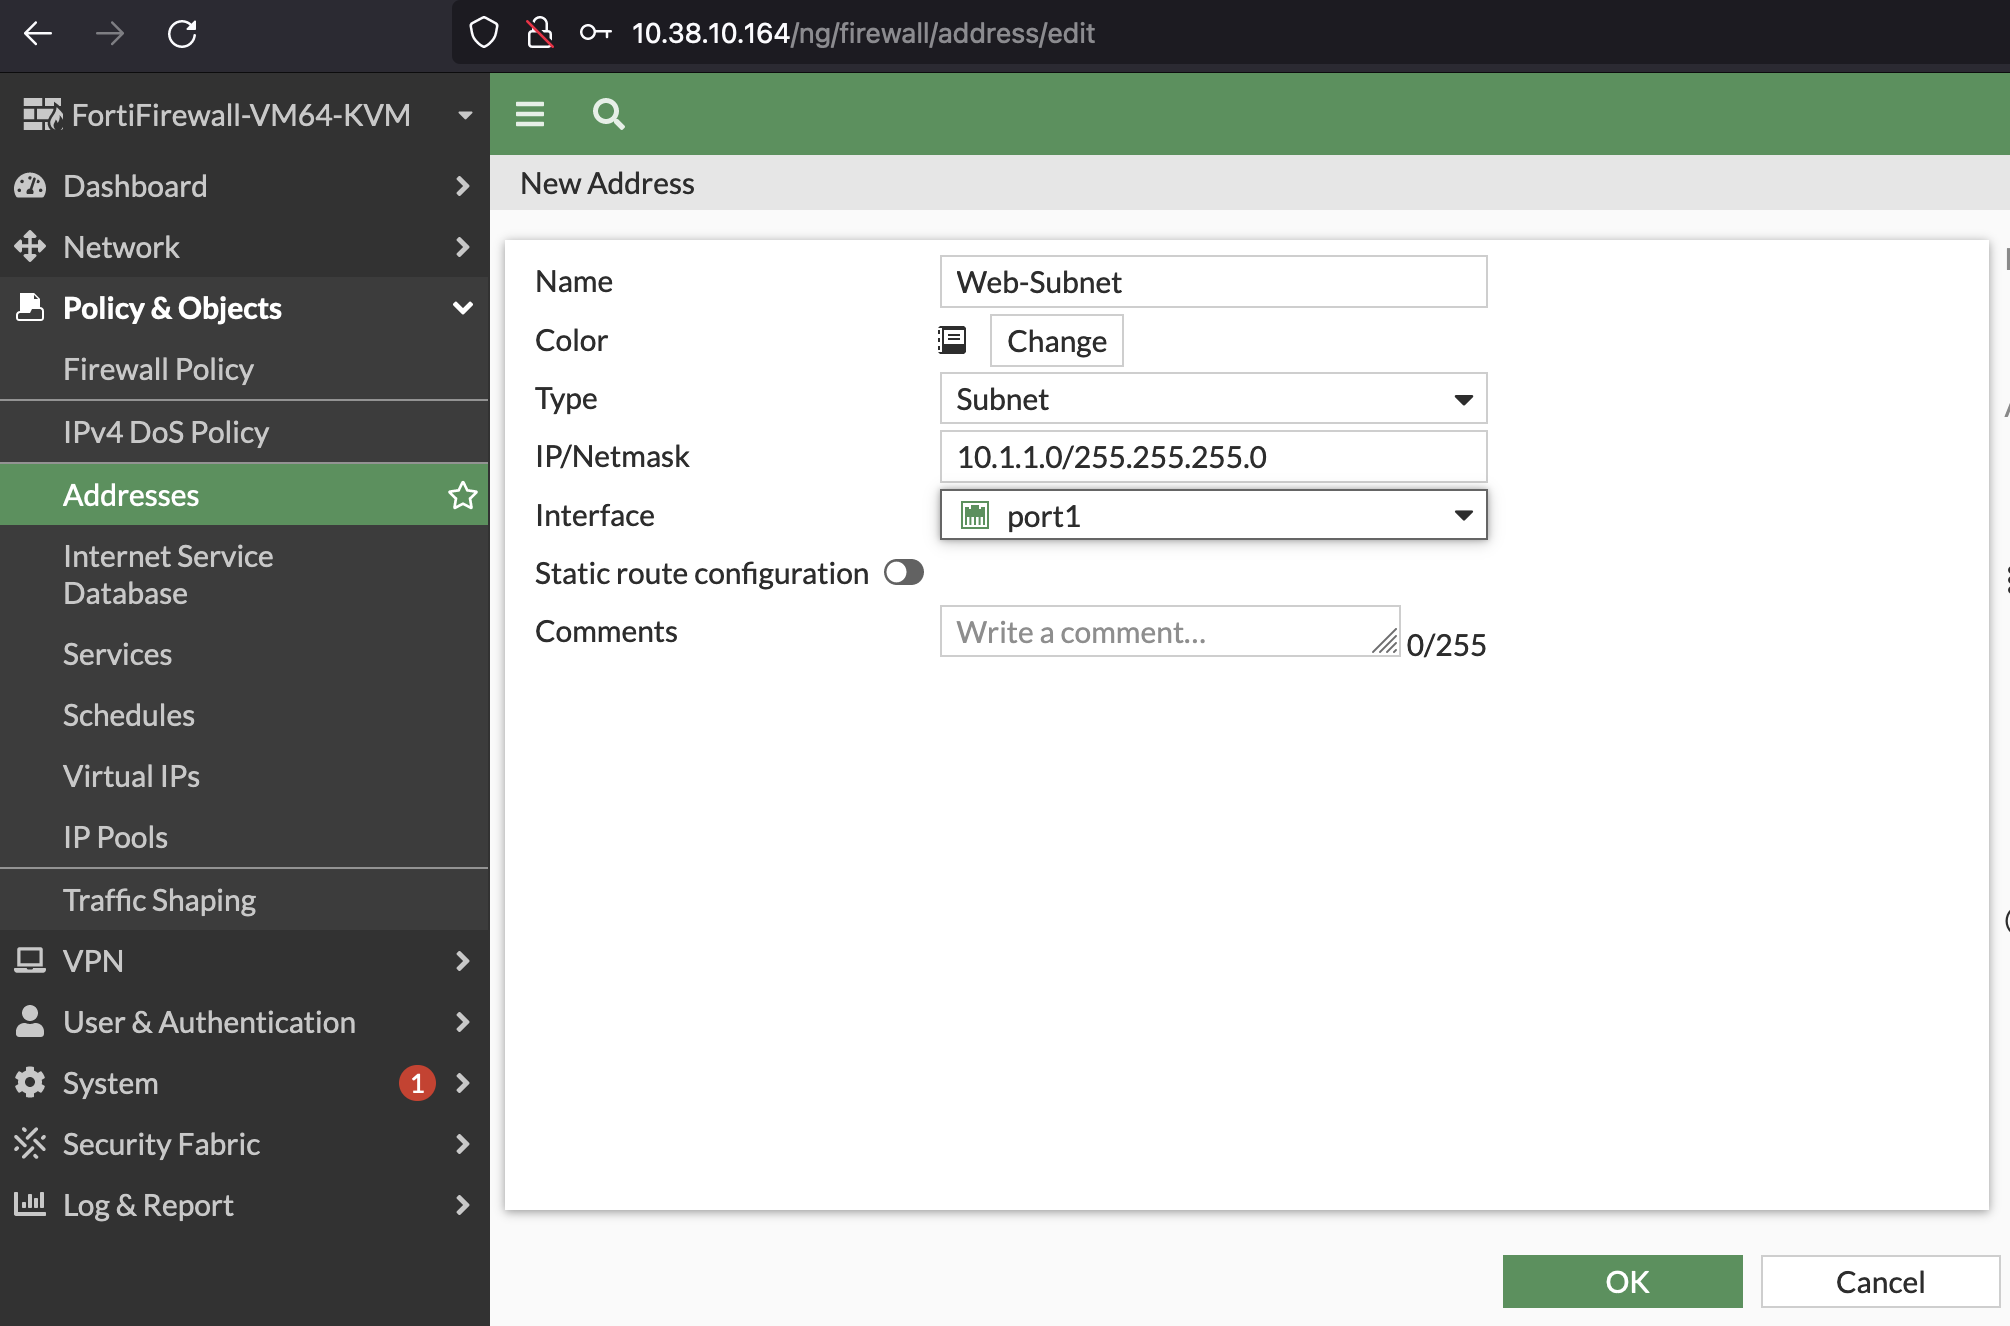 10.38.10.164/ng/firewall/address/edit
FortiFirewall-VM64-KVM
Dashboard
Network
Policy & Objects
Firewall Policy
IPv4 DoS Policy
Addresses
Internet Service
Database
Services
Schedules
Virtual IPs
IP Pools
Traffic Shaping
VPN
User & Authentication
System 1
Security Fabric
Log & Report
New Address
Name Web-Subnet
Color Change
Type Subnet
IP/Netmask 10.1.1.0/255.255.255.0
Interface port1
Static route configuration
Comments Write a comment... 0/255
OK Cancel